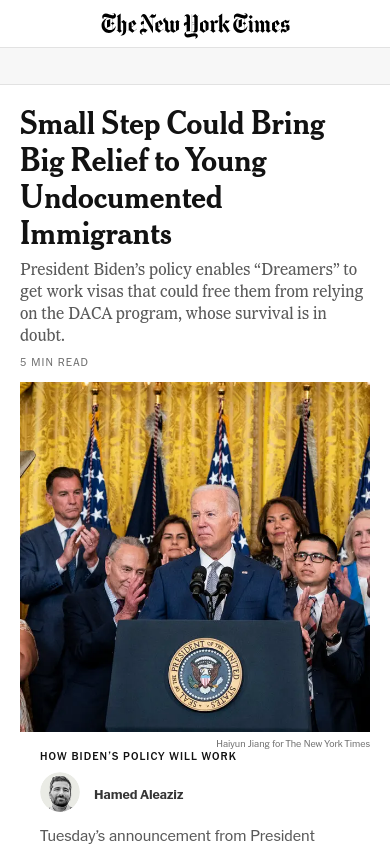 The New York Times
Small Step Could Bring
Big Relief to Young
Undocumented
Immigrants
President Biden’s policy enables “Dreamers” to
get work visas that could free them from relying
on the DACA program, whose survival is in
doubt.
5 MIN READ
SEAL OF THE PRESIDENT OF THE UNITED
Haiyun Jiang for The New York Times
HOW BIDEN’S POLICY WILL WORK
Hamed Aleaziz
Tuesday’s announcement from President